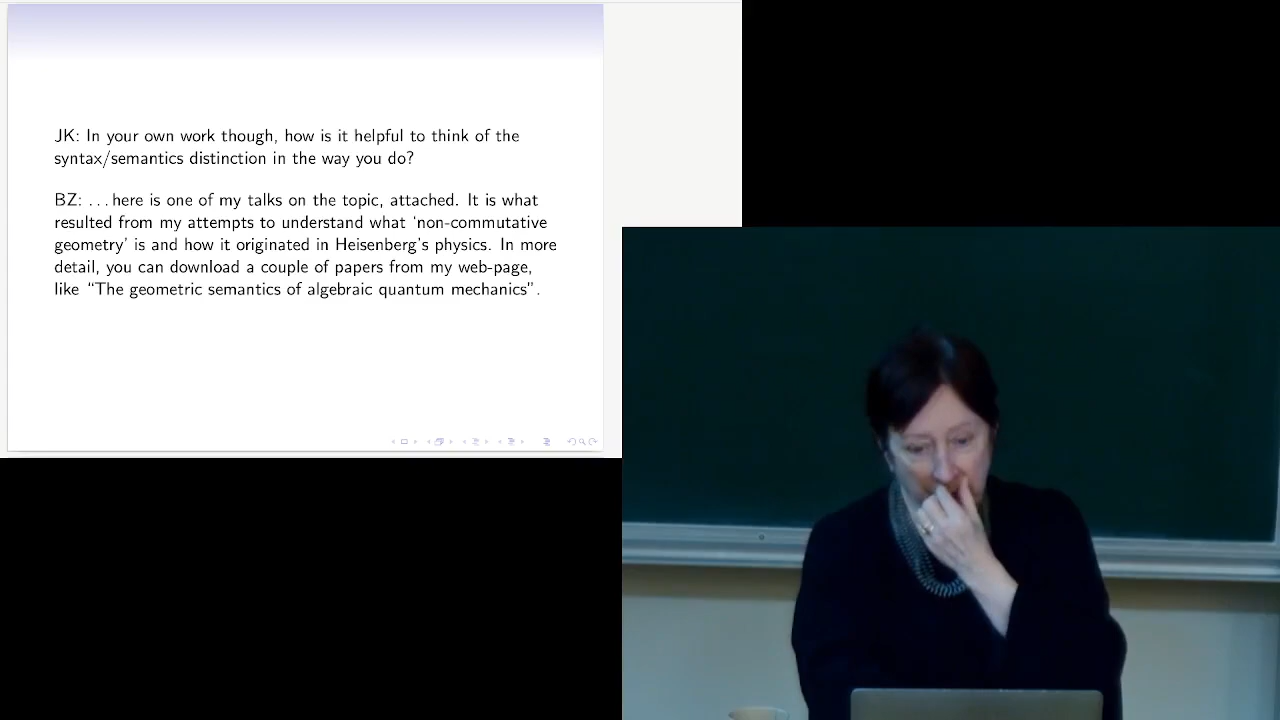 JK: In your own work though, how is it helpful to think of the
syntax/semantics distinction in the way you do?
BZ: . . . here is one of my talks on the topic, attached. It is what
resulted from my attempts to understand what ‘non-commutative
geometry’ is and how it originated in Heisenberg’s physics. In more
detail, you can download a couple of papers from my web-page,
like “The geometric semantics of algebraic quantum mechanics”.